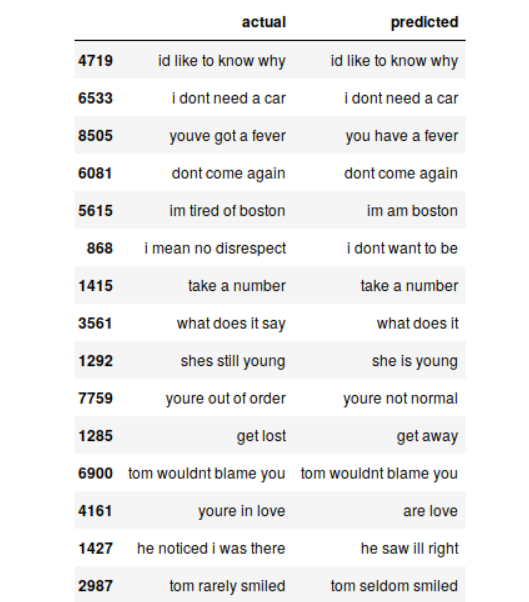 actual predicted
4719 id like to know why id like to know why
6533 i dont need a car i dont need a car
8505 youve got a fever you have a fever
6081 dont come again dont come again
5615 im tired of boston im am boston
868 i mean no disrespect i dont want to be
1415 take a number take a number
3561 what does it say what does it
1292 shes still young she is young
7759 youre out of order youre not normal
1285 get lost get away
6900 tom wouldnt blame you tom wouldnt blame you
4161 youre in love are love
1427 he noticed i was there he saw ill right
2987 tom rarely smiled tom seldom smiled